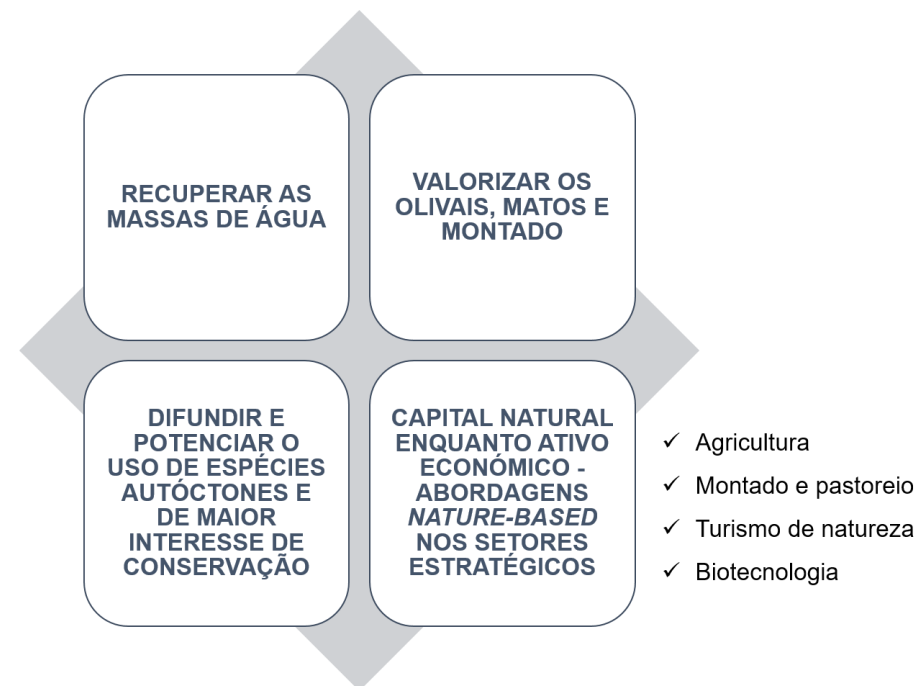 RECUPERAR AS
MASSAS DE ÁGUA
VALORIZAR OS
OLIVAIS, MATOS E
MONTADO
DIFUNDIR E
POTENCIAR O
USO DE ESPÉCIES
AUTÓCTONES E
DE MAIOR
INTERESSE DE
CONSERVAÇÃO
CAPITAL NATURAL
ENQUANTO ATIVO
ECONÓMICO -
ABORDAGENS
NATURE-BASED
NOS SETORES
ESTRATÉGICOS
✓ Agricultura
✓ Montado e pastoreio
✓ Turismo de natureza
✓ Biotecnologia